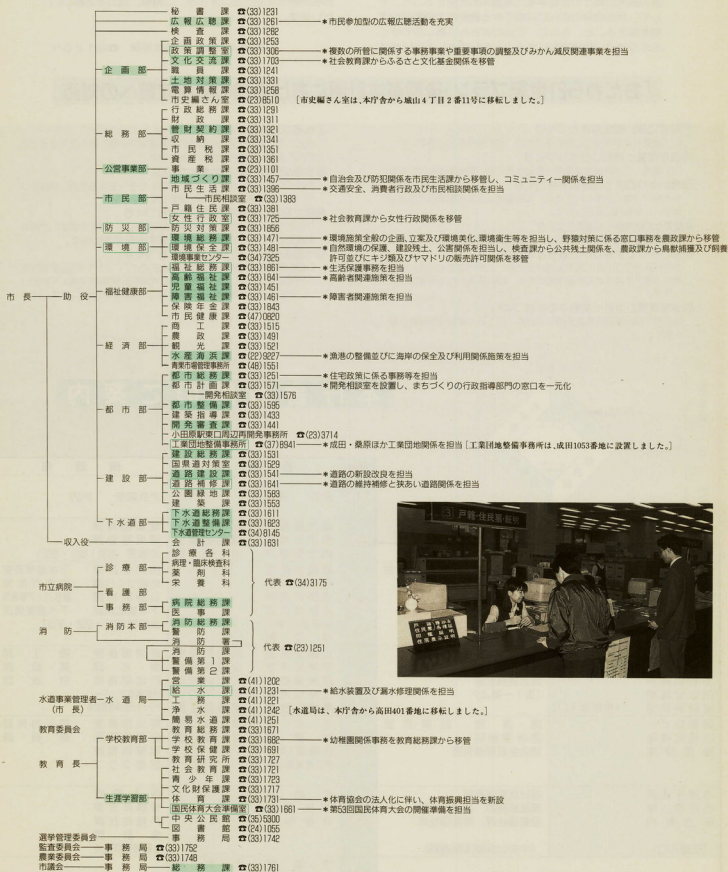 秘書課 ☎(33)1231
広報広聴課 ☎(33)1261 ＊市民参加型の広報広聴活動を充実
検査課 ☎(33)1282
企画政策課 ☎(33)1253
政策調整室 ☎(33)1306 ＊複数の所管に関係する事務事業や重要事項の調整及びみかん減反関連事業を担当
文化交流課 ☎(33)1703 ＊社会教育課からふるさと文化基金関係を移管
企画部 職員課 ☎(33)1241
土地対策課 ☎(33)1331
電算情報課 ☎(33)1258
市史編さん室 ☎(23)8510 [市史編さん室は、本庁舎から城山4丁目2番11号に移転しました。]
行政総務課 ☎(33)1291
財政課 ☎(33)1311
総務部 管財契約課 ☎(33)1321
収納課 ☎(33)1341
市民税課 ☎(33)1351
資産税課 ☎(33)1361
公営事業部 事業課 ☎(23)1101
地域づくり課 ☎(33)1457 ＊自治会及び防犯関係を市民生活課から移管し、コミュニティー関係を担当
市民生活課 ☎(33)1396 ＊交通安全、消費者行政及び市民相談関係を担当
市民部 市民相談室 ☎(33)1383
戸籍住民課 ☎(33)1381
女性行政室 ☎(33)1725 ＊社会教育課から女性行政関係を移管
防災部 防災対策課 ☎(33)1856
環境総務課 ☎(33)1471 ＊環境施策全般の企画、立案及び環境美化、環境衛生等を担当し、野猿対策に係る窓口事務を農政課から移管
環境部 環境保全課 ☎(33)1481 ＊自然環境の保護、建設残土、公害関係を担当し、検査課から公共残土関係を、農政課から鳥獣捕獲及び飼養
環境事業センター ☎(34)7325 許可並びにキジ類及びヤマドリの販売許可関係を移管
福祉総務課 ☎(33)1861 ＊生活保護事務を担当
高齢福祉課 ☎(33)1841 ＊高齢者関連施策を担当
児童福祉課 ☎(33)1451
福祉健康部 障害福祉課 ☎(33)1461 ＊障害者関連施策を担当
市長 助役 保険年金課 ☎(33)1843
市民健康課 ☎(47)0820
商工課 ☎(33)1515
農政課 ☎(33)1491
経済部 観光課 ☎(33)1521
水産海浜課 ☎(22)9227 ＊漁港の整備並びに海岸の保全及び利用関係施策を担当
青果市場管理事務所 ☎(48)1551
都市総務課 ☎(33)1251 ＊住宅政策に係る事務等を担当
都市計画課 ☎(33)1571 ＊開発相談室を設置し、まちづくりの行政指導部門の窓口を一元化
開発相談室 ☎(33)1576
都市部 都市整備課 ☎(33)1595
建築指導課 ☎(33)1433
開発審査課 ☎(33)1441
小田原駅東口周辺再開発事務所 ☎(23)3714
工業団地整備事務所 ☎(37)8941 ＊成田・桑原ほか工業団地関係を担当 [工業団地整備事務所は、成田1053番地に設置しました。]
建設総務課 ☎(33)1531
国県道対策室 ☎(33)1529
建設部 道路建設課 ☎(33)1541 ＊道路の新設改良を担当
道路補修課 ☎(33)1641 ＊道路の維持補修と狭あい道路関係を担当
公園緑地課 ☎(33)1583
建築課 ☎(33)1553
下水道総務課 ☎(33)1611
下水道部 下水道整備課 ☎(33)1623
下水道管理センター ☎(34)8145
収入役 会計課 ☎(33)1631
診療各科
診療部 病理・臨床検査科
薬剤科
市立病院 栄養科 代表 ☎(34)3175
看護部
事務部 病院総務課
医事課
消防 消防本部 消防総務課
警防課
消防署 代表 ☎(23)1251
消防課
警備第1課
警備第2課
営業課 ☎(41)1202
給水課 ☎(41)1231 ＊給水装置及び漏水修理関係を担当
水道事業管理者 水道局 工務課 ☎(41)1221
(市長) 浄水課 ☎(41)1242 [水道局は、本庁舎から高田401番地に移転しました。]
簡易水道課 ☎(41)1251
教育委員会 教育総務課 ☎(33)1671
学校教育部 学校教育課 ☎(33)1682 ＊幼稚園関係事務を教育総務課から移管
学校保健課 ☎(33)1691
教育研究所 ☎(33)1727
教育長 社会教育課 ☎(33)1721
青少年課 ☎(33)1723
文化財保護課 ☎(33)1717
生涯学習部 体育課 ☎(33)1731 ＊体育協会の法人化に伴い、体育振興担当を新設
国民体育大会準備室 ☎(33)1661 ＊第53回国民体育大会の開催準備を担当
中央公民館 ☎(35)5300
図書館 ☎(24)1055
選挙管理委員会 事務局 ☎(33)1742
監査委員会 事務局 ☎(33)1752
農業委員会 事務局 ☎(33)1748
市議会 事務局 総務課 ☎(33)1761
3 戸籍・住民票・証明